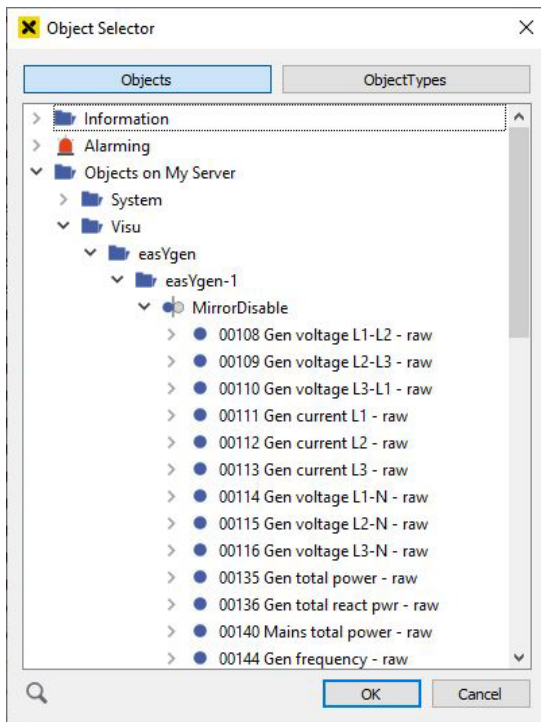 Object Selector
Objects
ObjectTypes
Information
Alarming
Objects on My Server
System
Visu
easYgen
easYgen-1
MirrorDisable
00108 Gen voltage L1-L2 - raw
00109 Gen voltage L2-L3 - raw
00110 Gen voltage L3-L1 - raw
00111 Gen current L1 - raw
00112 Gen current L2 - raw
00113 Gen current L3 - raw
00114 Gen voltage L1-N - raw
00115 Gen voltage L2-N - raw
00116 Gen voltage L3-N - raw
00135 Gen total power - raw
00136 Gen total react pwr - raw
00140 Mains total power - raw
00144 Gen frequency - raw
OK
Cancel